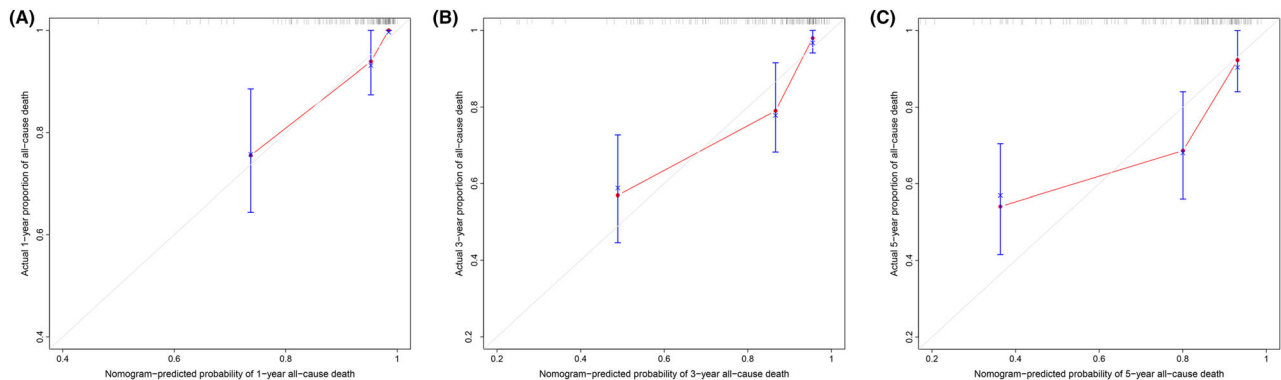 (A)
Actual 1-year proportion of all-cause death
1
0.8
0.6
0.4
0.4 0.6 0.8 1
Nomogram-predicted probability of 1-year all-cause death
(B)
Actual 3-year proportion of all-cause death
1
0.8
0.6
0.4
0.2
0.2 0.4 0.6 0.8 1
Nomogram-predicted probability of 3-year all-cause death
(C)
Actual 5-year proportion of all-cause death
1
0.8
0.6
0.4
0.2
0.2 0.4 0.6 0.8 1
Nomogram-predicted probability of 5-year all-cause death